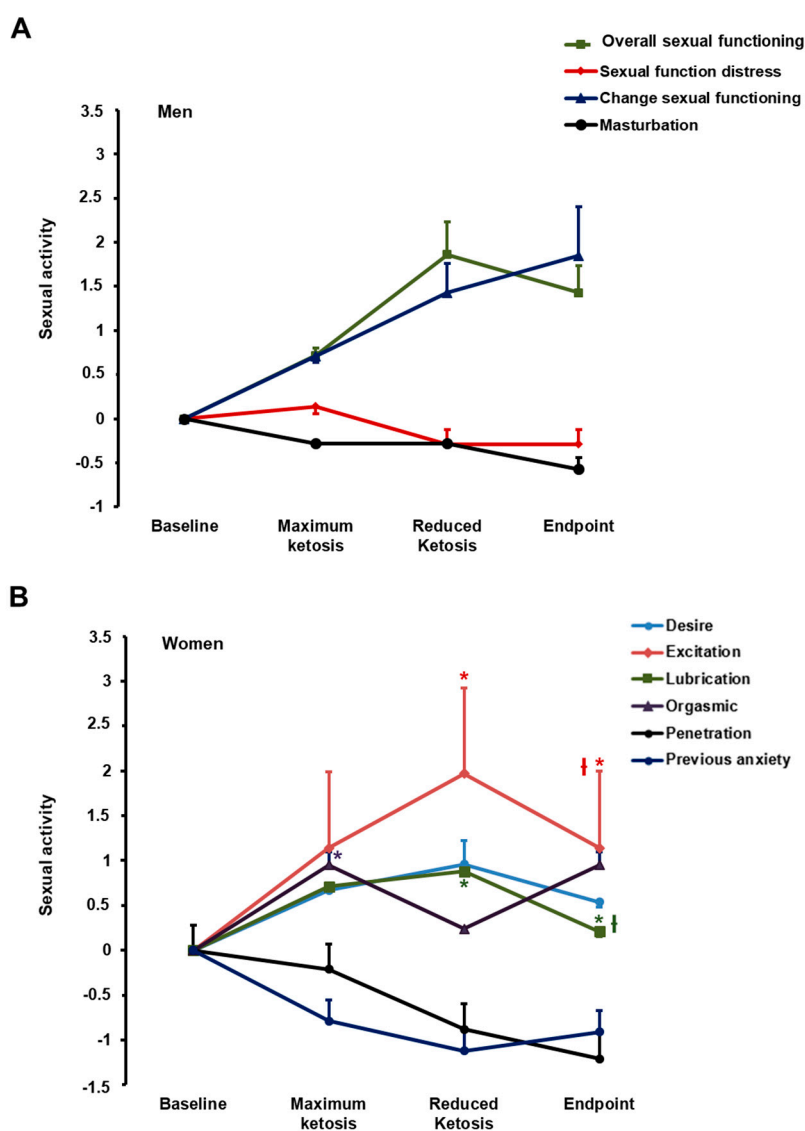 A
Overall sexual functioning
Sexual function distress
Change sexual functioning
Masturbation
Men
Sexual activity
3.5
3
2.5
2
1.5
1
0.5
0
-0.5
-1
Baseline
Maximum
ketosis
Reduced
Ketosis
Endpoint
B
Desire
Excitation
Lubrication
Orgasmic
Penetration
Previous anxiety
Women
Sexual activity
3.5
3
2.5
2
1.5
1
0.5
0
-0.5
-1
-1.5
*
ƚ *
*
*
* ƚ
Baseline
Maximum
ketosis
Reduced
Ketosis
Endpoint